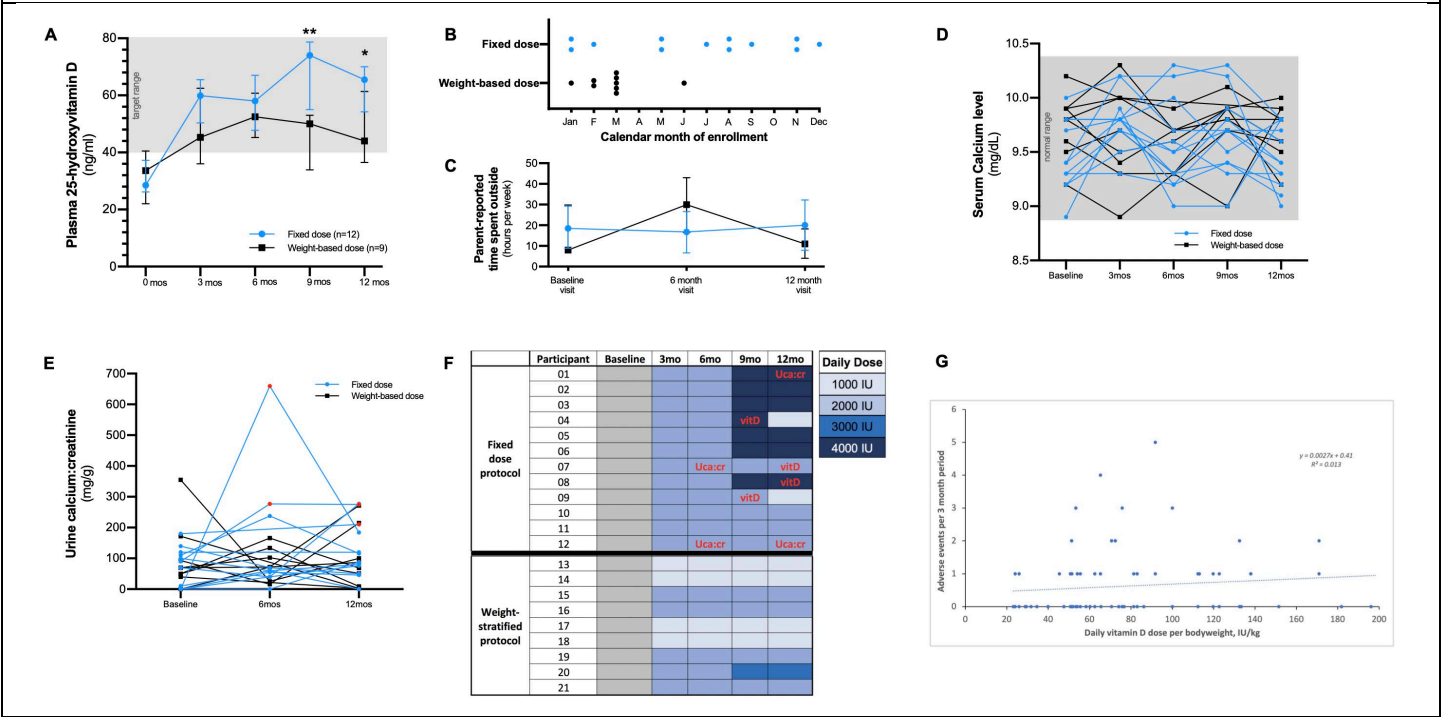 A
Plasma 25-hydroxyvitamin D
(ng/ml)
80
60
40
20
0
target range
**
*
Fixed dose (n=12)
Weight-based dose (n=9)
0 mos
3 mos
6 mos
9 mos
12 mos
B
Fixed dose
Weight-based dose
Jan
F
M
A
M
J
J
A
S
O
N
Dec
Calendar month of enrollment
C
Parent-reported
time spent outside
(hours per week)
50
40
30
20
10
0
Baseline
visit
6 month
visit
12 month
visit
D
Serum Calcium level
(mg/dL)
10.5
10.0
9.5
9.0
8.5
normal range
Fixed dose
Weight-based dose
Baseline
3mos
6mos
9mos
12mos
E
Urine calcium:creatinine
(mg/g)
700
600
500
400
300
200
100
0
Fixed dose
Weight-based dose
Baseline
6mos
12mos
F
Participant Baseline 3mo 6mo 9mo 12mo
Fixed
dose
protocol
01 Uca:cr
02
03
04 vitD
05
06
07 Uca:cr vitD
08 vitD
09 vitD
10
11
12 Uca:cr Uca:cr
Weight-
stratified
protocol
13
14
15
16
17
18
19
20
21
Daily Dose
1000 IU
2000 IU
3000 IU
4000 IU
G
Adverse events per 3 month period
6
5
4
3
2
1
0
y = 0.0027x + 0.41
R² = 0.013
0 20 40 60 80 100 120 140 160 180 200
Daily vitamin D dose per bodyweight, IU/kg